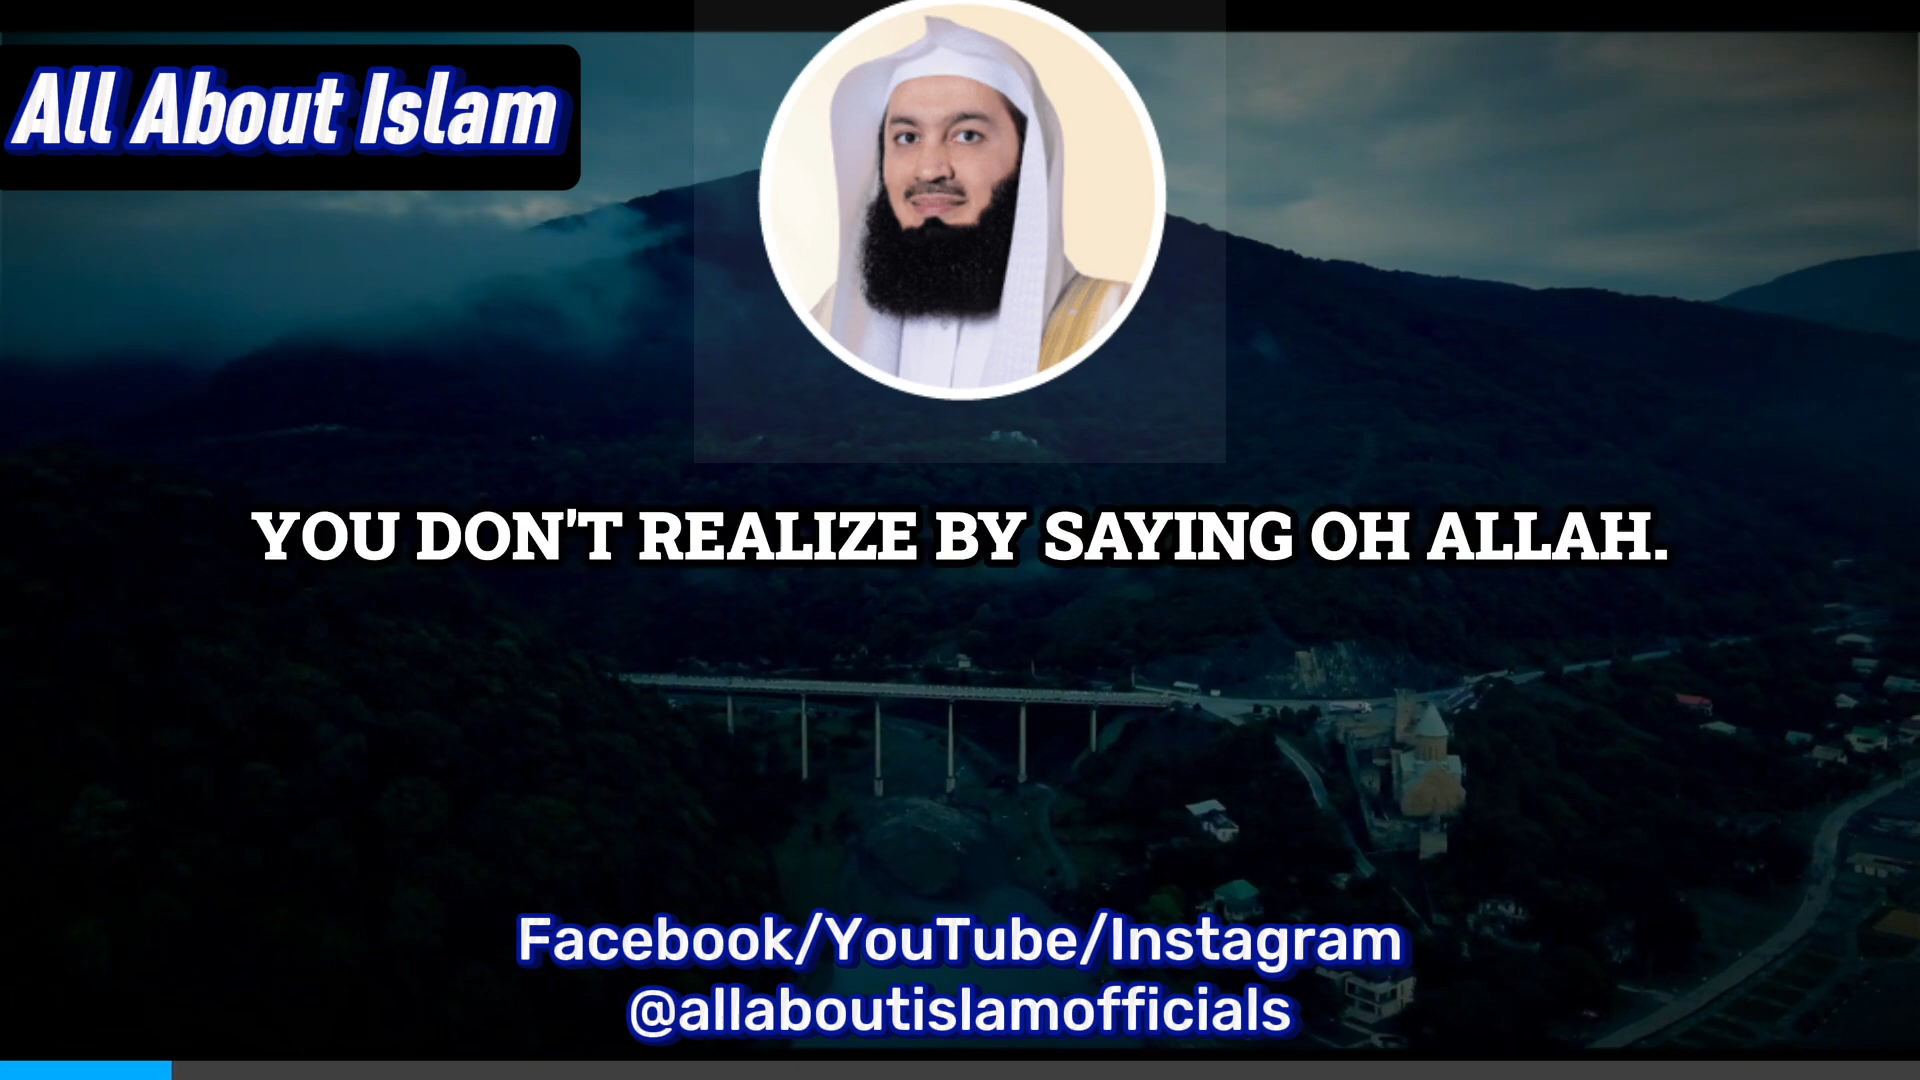 All About Islam
YOU DON'T REALIZE BY SAYING OH ALLAH.
Facebook/YouTube/Instagram
@allaboutislamofficials